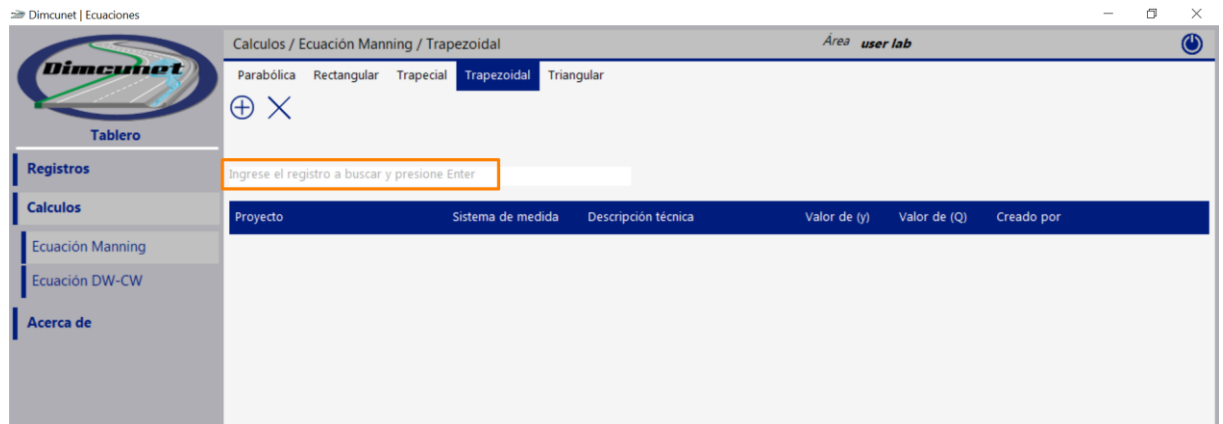 Dimcunet | Ecuaciones
Dimcunet
Tablero
Registros
Calculos
Ecuación Manning
Ecuación DW-CW
Acerca de
Calculos / Ecuación Manning / Trapezoidal
Área user lab
Parabólica Rectangular Trapecial Trapezoidal Triangular
Ingrese el registro a buscar y presione Enter
Proyecto Sistema de medida Descripción técnica Valor de (y) Valor de (Q) Creado por